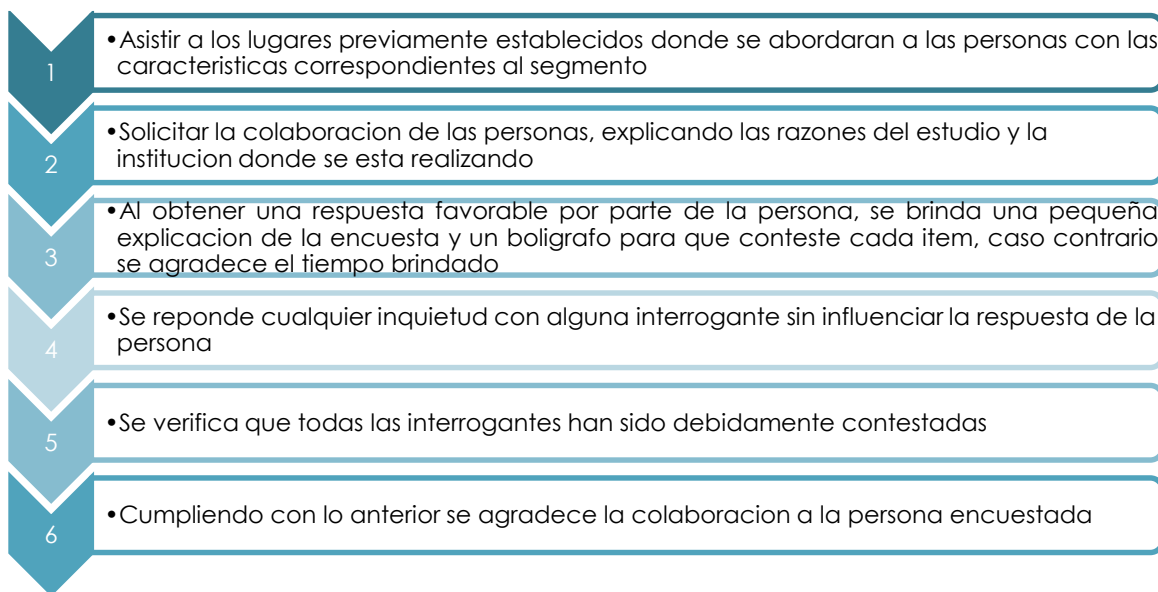 1
•Asistir a los lugares previamente establecidos donde se abordaran a las personas con las
caracteristicas correspondientes al segmento
2
•Solicitar la colaboracion de las personas, explicando las razones del estudio y la
institucion donde se esta realizando
3
•Al obtener una respuesta favorable por parte de la persona, se brinda una pequeña
explicacion de la encuesta y un boligrafo para que conteste cada item, caso contrario
se agradece el tiempo brindado
4
•Se reponde cualquier inquietud con alguna interrogante sin influenciar la respuesta de la
persona
5
•Se verifica que todas las interrogantes han sido debidamente contestadas
6
•Cumpliendo con lo anterior se agradece la colaboracion a la persona encuestada